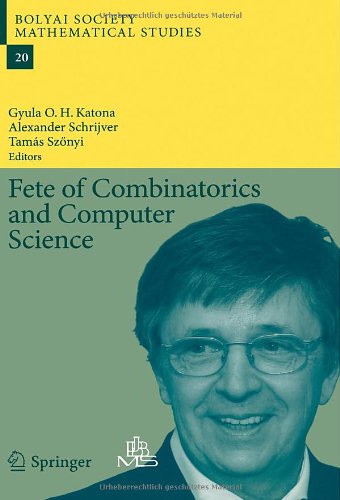 Urheberrechtlich geschütztes Material
BOLYAI SOCIETY
MATHEMATICAL STUDIES
20
Gyula O. H. Katona
Alexander Schrijver
Tamás Szőnyi
Editors
Fete of Combinatorics
and Computer
Science
Springer
JBMS
Urheberrechtlich geschütztes Material